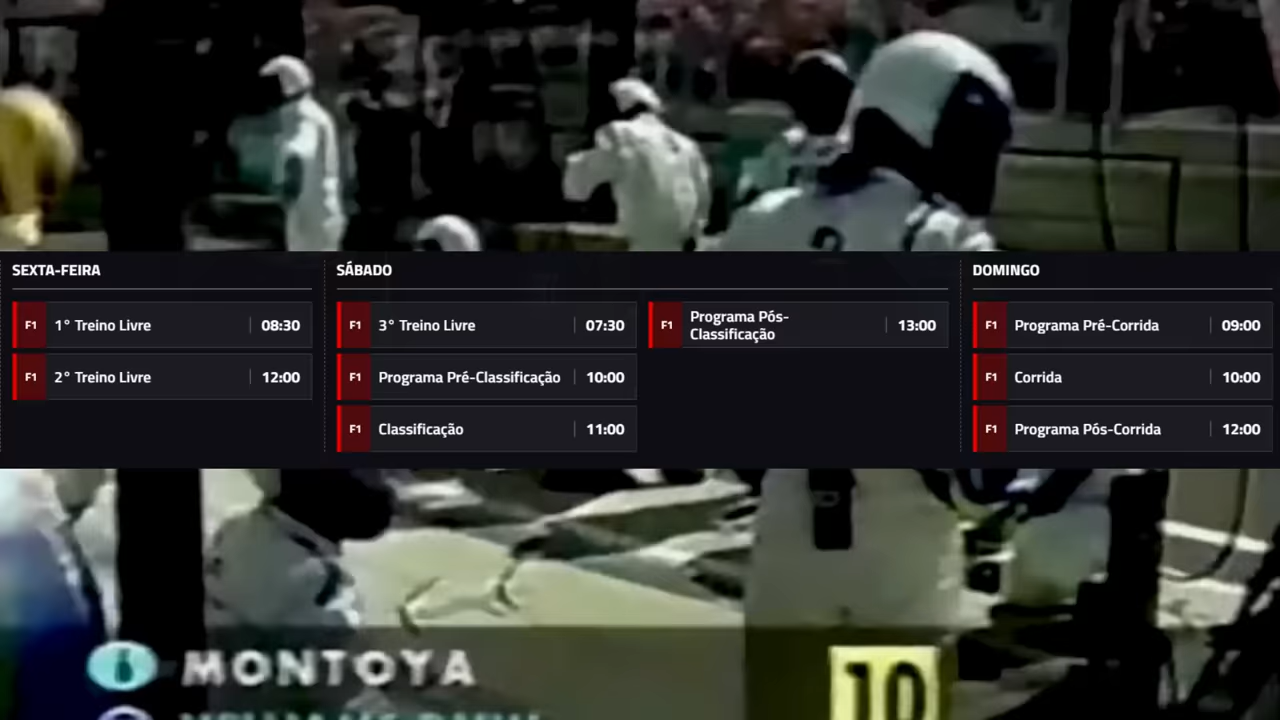 SEXTA-FEIRA
F1 1° Treino Livre 08:30
F1 2° Treino Livre 12:00
SÁBADO
F1 3° Treino Livre 07:30
F1 Programa Pré-Classificação 10:00
F1 Classificação 11:00
F1 Programa Pós-
Classificação 13:00
DOMINGO
F1 Programa Pré-Corrida 09:00
F1 Corrida 10:00
F1 Programa Pós-Corrida 12:00
MONTOYA
10